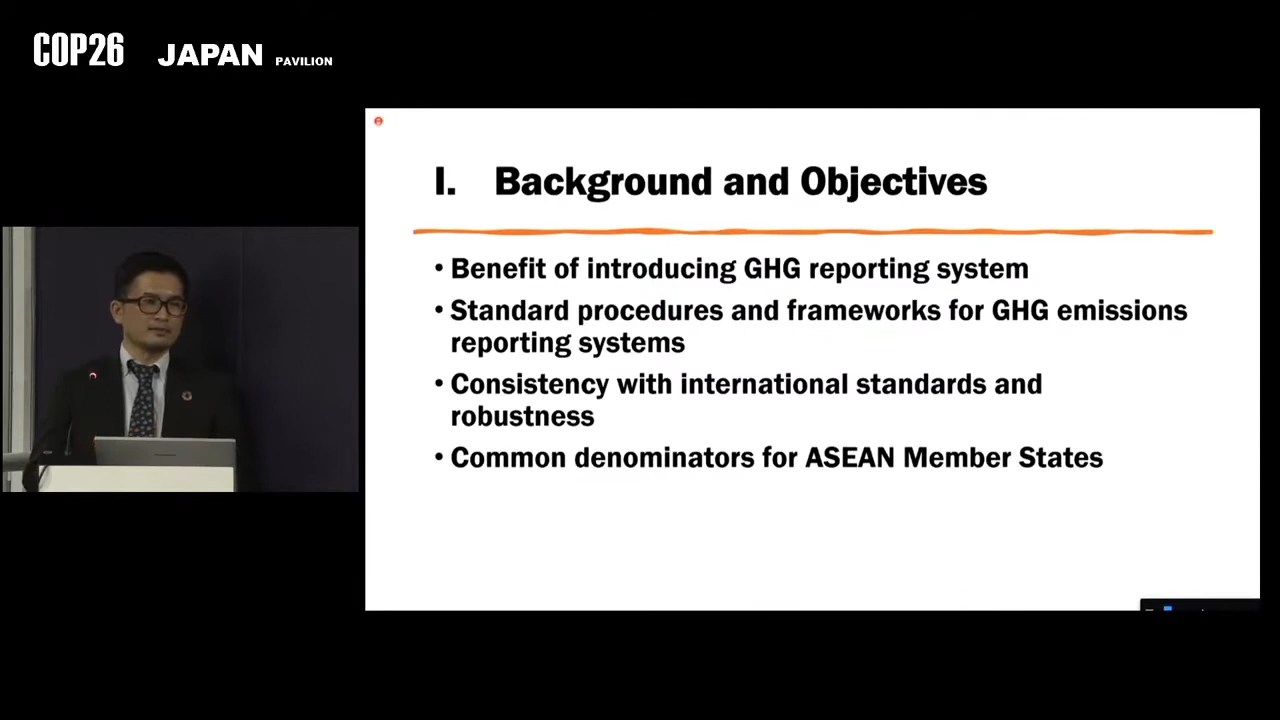 COP26 JAPAN PAVILION
I. Background and Objectives
• Benefit of introducing GHG reporting system
• Standard procedures and frameworks for GHG emissions
reporting systems
• Consistency with international standards and
robustness
• Common denominators for ASEAN Member States